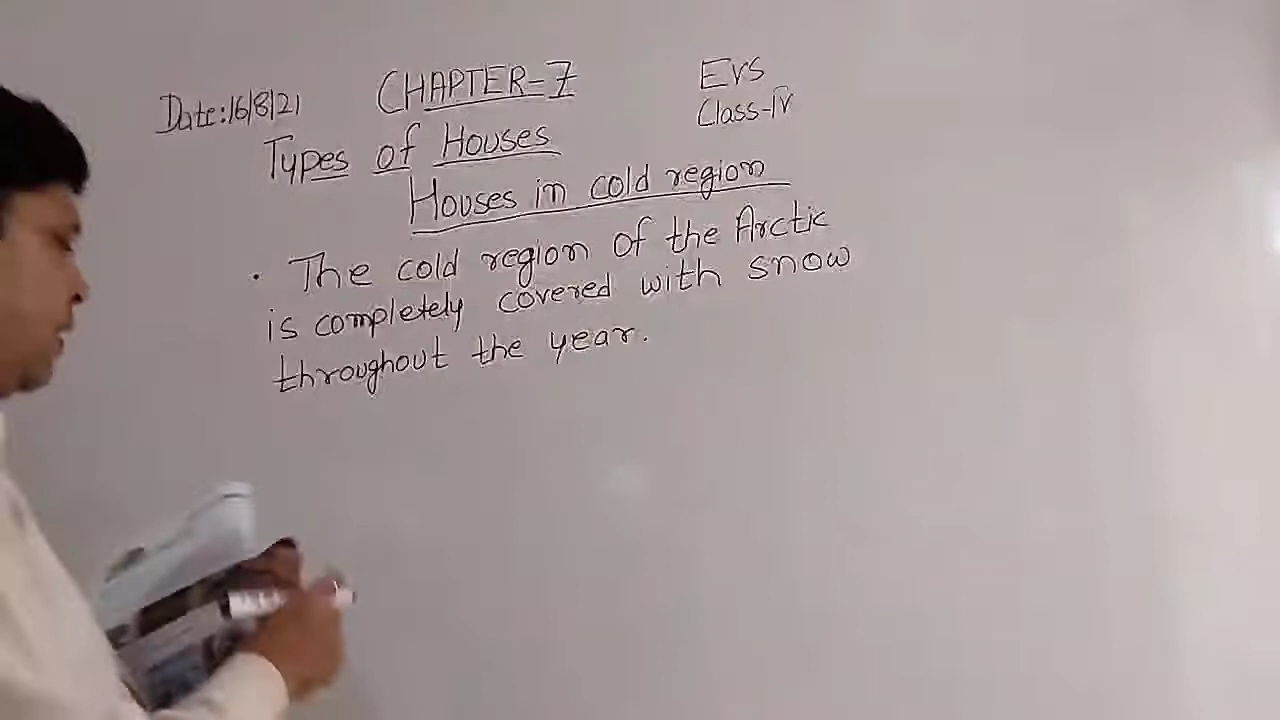 Date:16/8/21 CHAPTER-7 EVS
Class-IV
Types of Houses
Houses in cold region
• The cold region of the Arctic
is completely covered with snow
throughout the year.